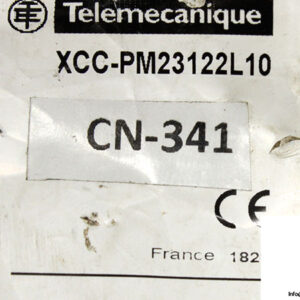 Telemecanique
XCC-PM23122L10
CN-341
CE
France 182